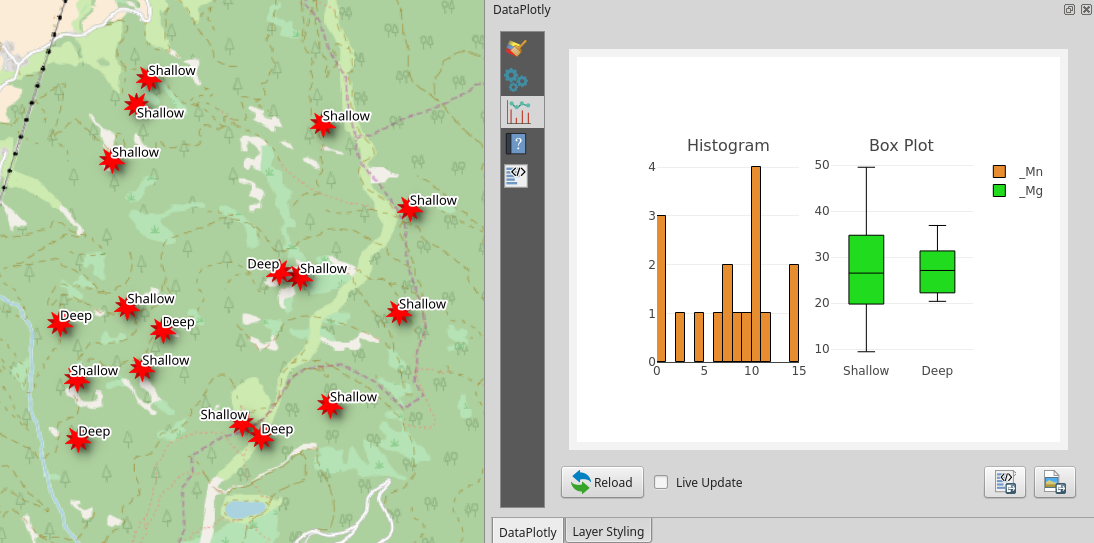 DataPlotly
Shallow
Shallow
Shallow
Shallow
Shallow
Deep
Shallow
Shallow
Shallow
Deep
Deep
Shallow
Shallow
Shallow
Shallow
Deep
Deep
Histogram
4
3
2
1
0
0
5
10
15
Box Plot
50
40
30
20
10
Shallow
Deep
_Mn
_Mg
?
</>
</>
Reload
Live Update
DataPlotly
Layer Styling